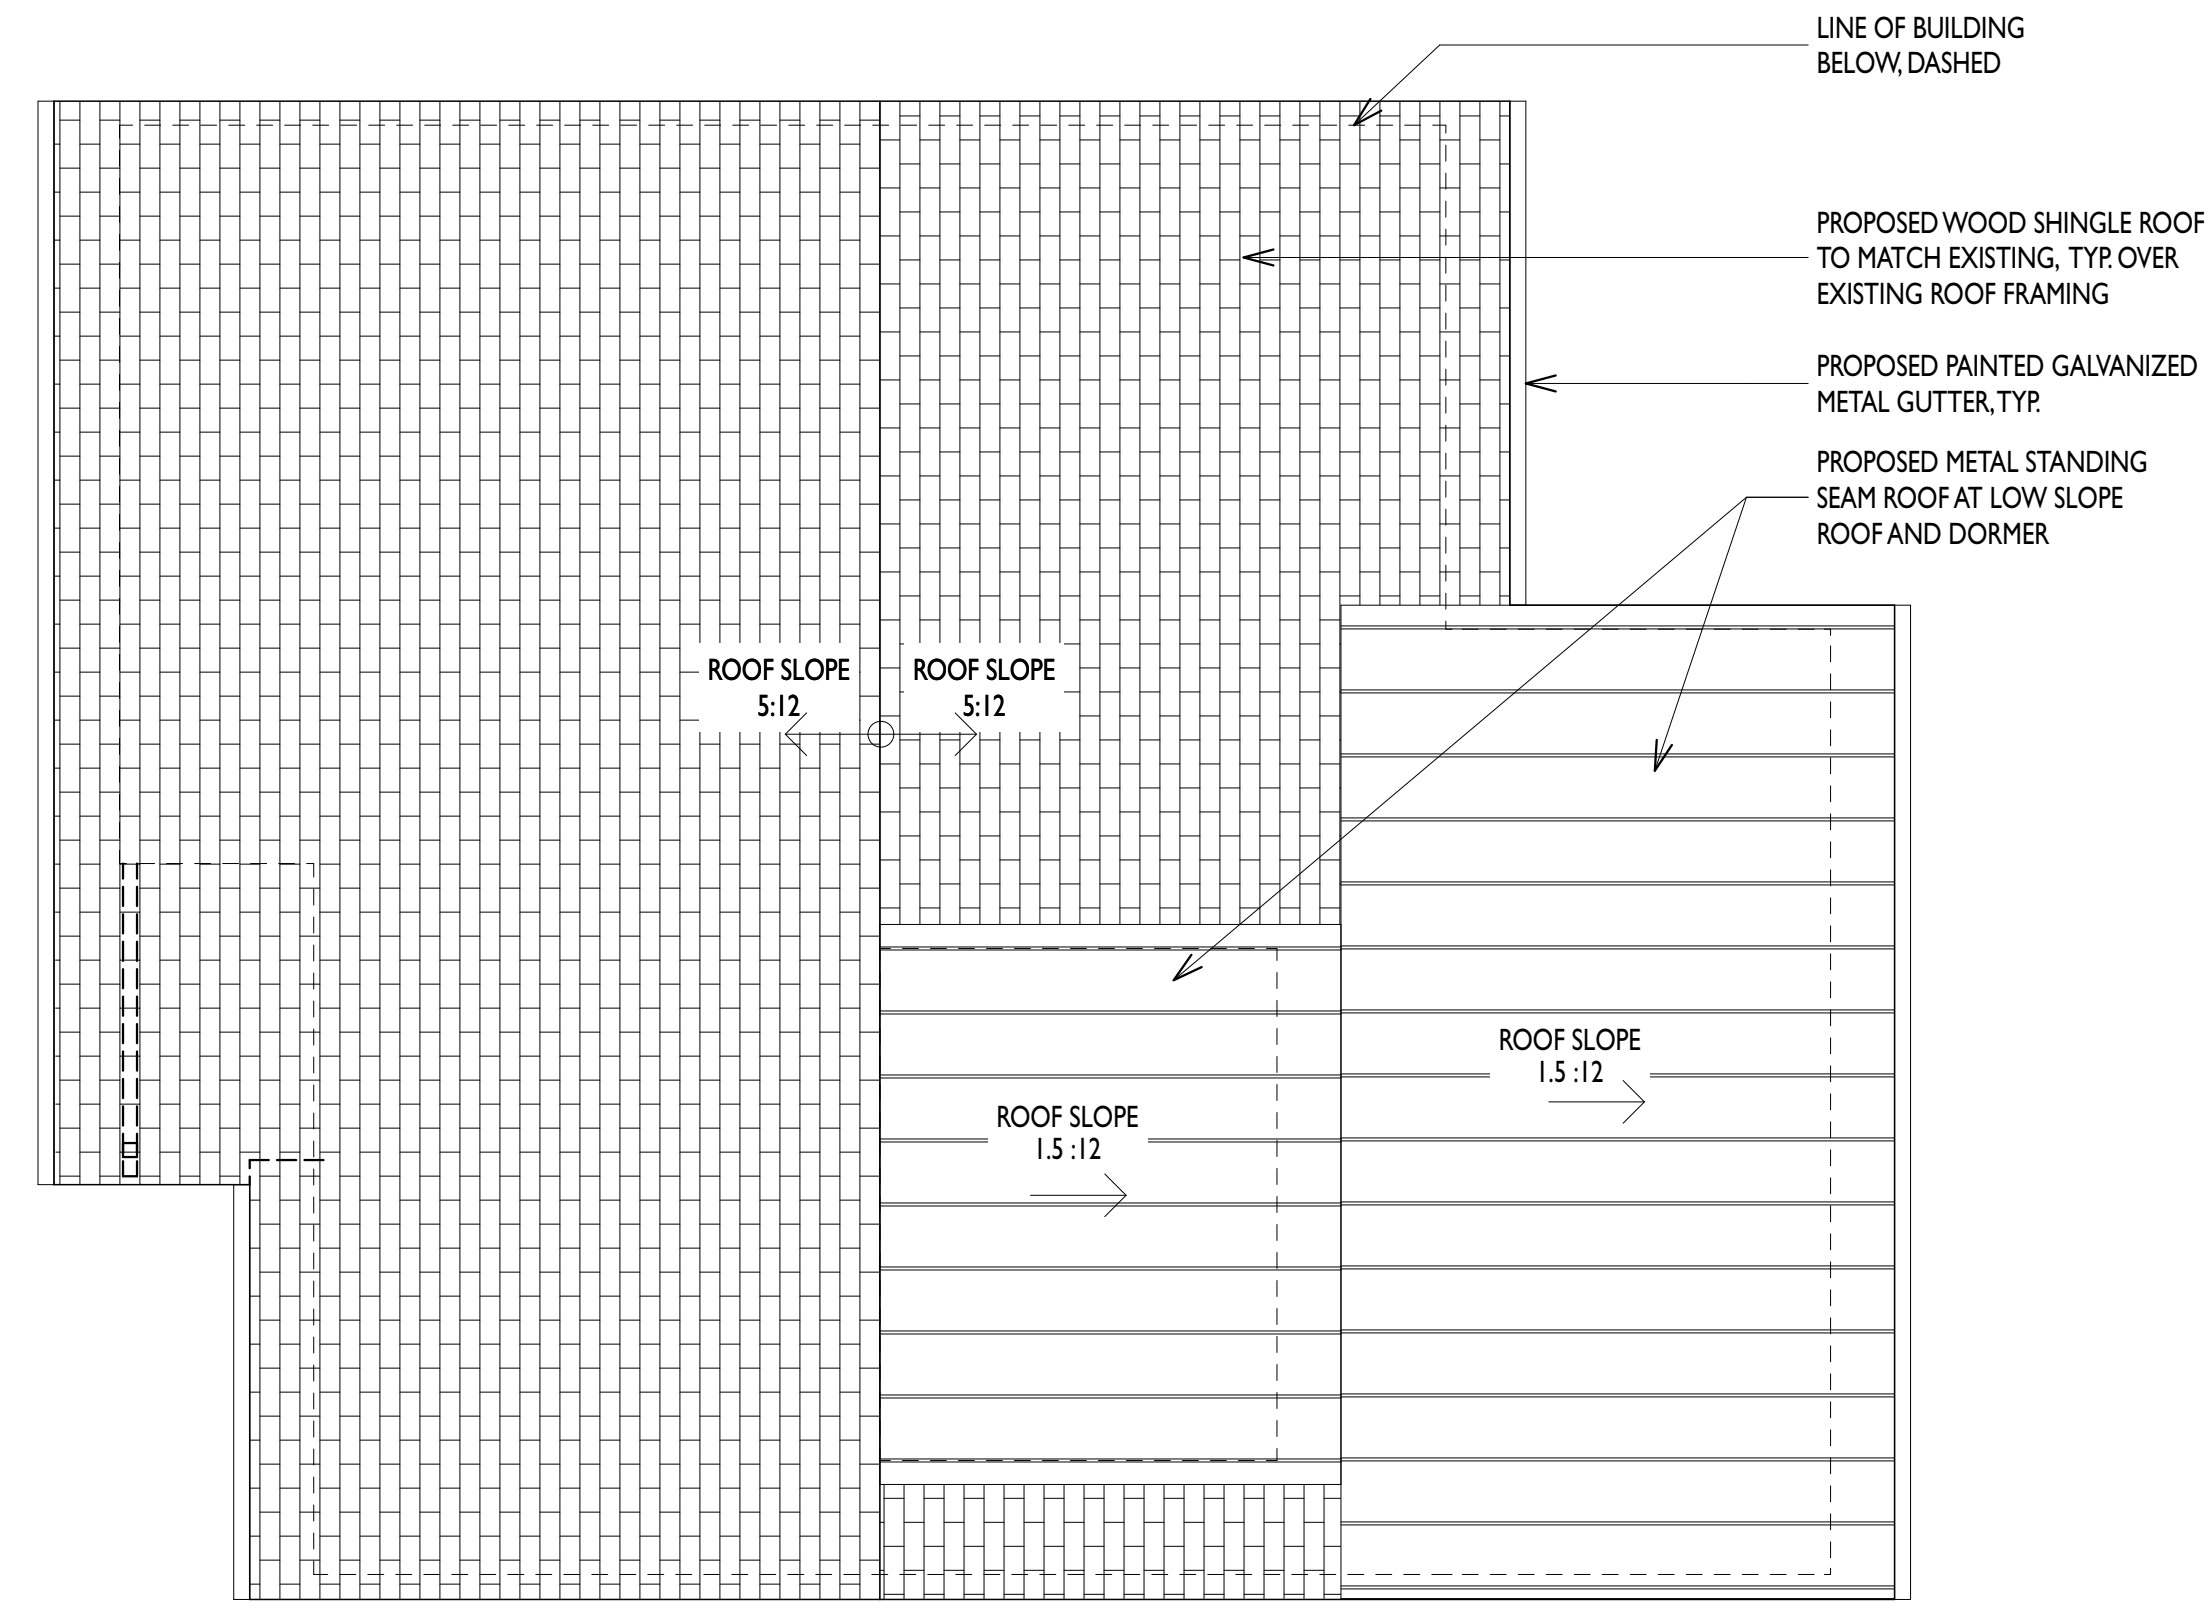 LINE OF BUILDING
BELOW, DASHED
PROPOSED WOOD SHINGLE ROOF
TO MATCH EXISTING, TYP. OVER
EXISTING ROOF FRAMING
PROPOSED PAINTED GALVANIZED
METAL GUTTER, TYP.
PROPOSED METAL STANDING
SEAM ROOF AT LOW SLOPE
ROOF AND DORMER
ROOF SLOPE
5:12
ROOF SLOPE
5:12
ROOF SLOPE
1.5 :12
ROOF SLOPE
1.5 :12